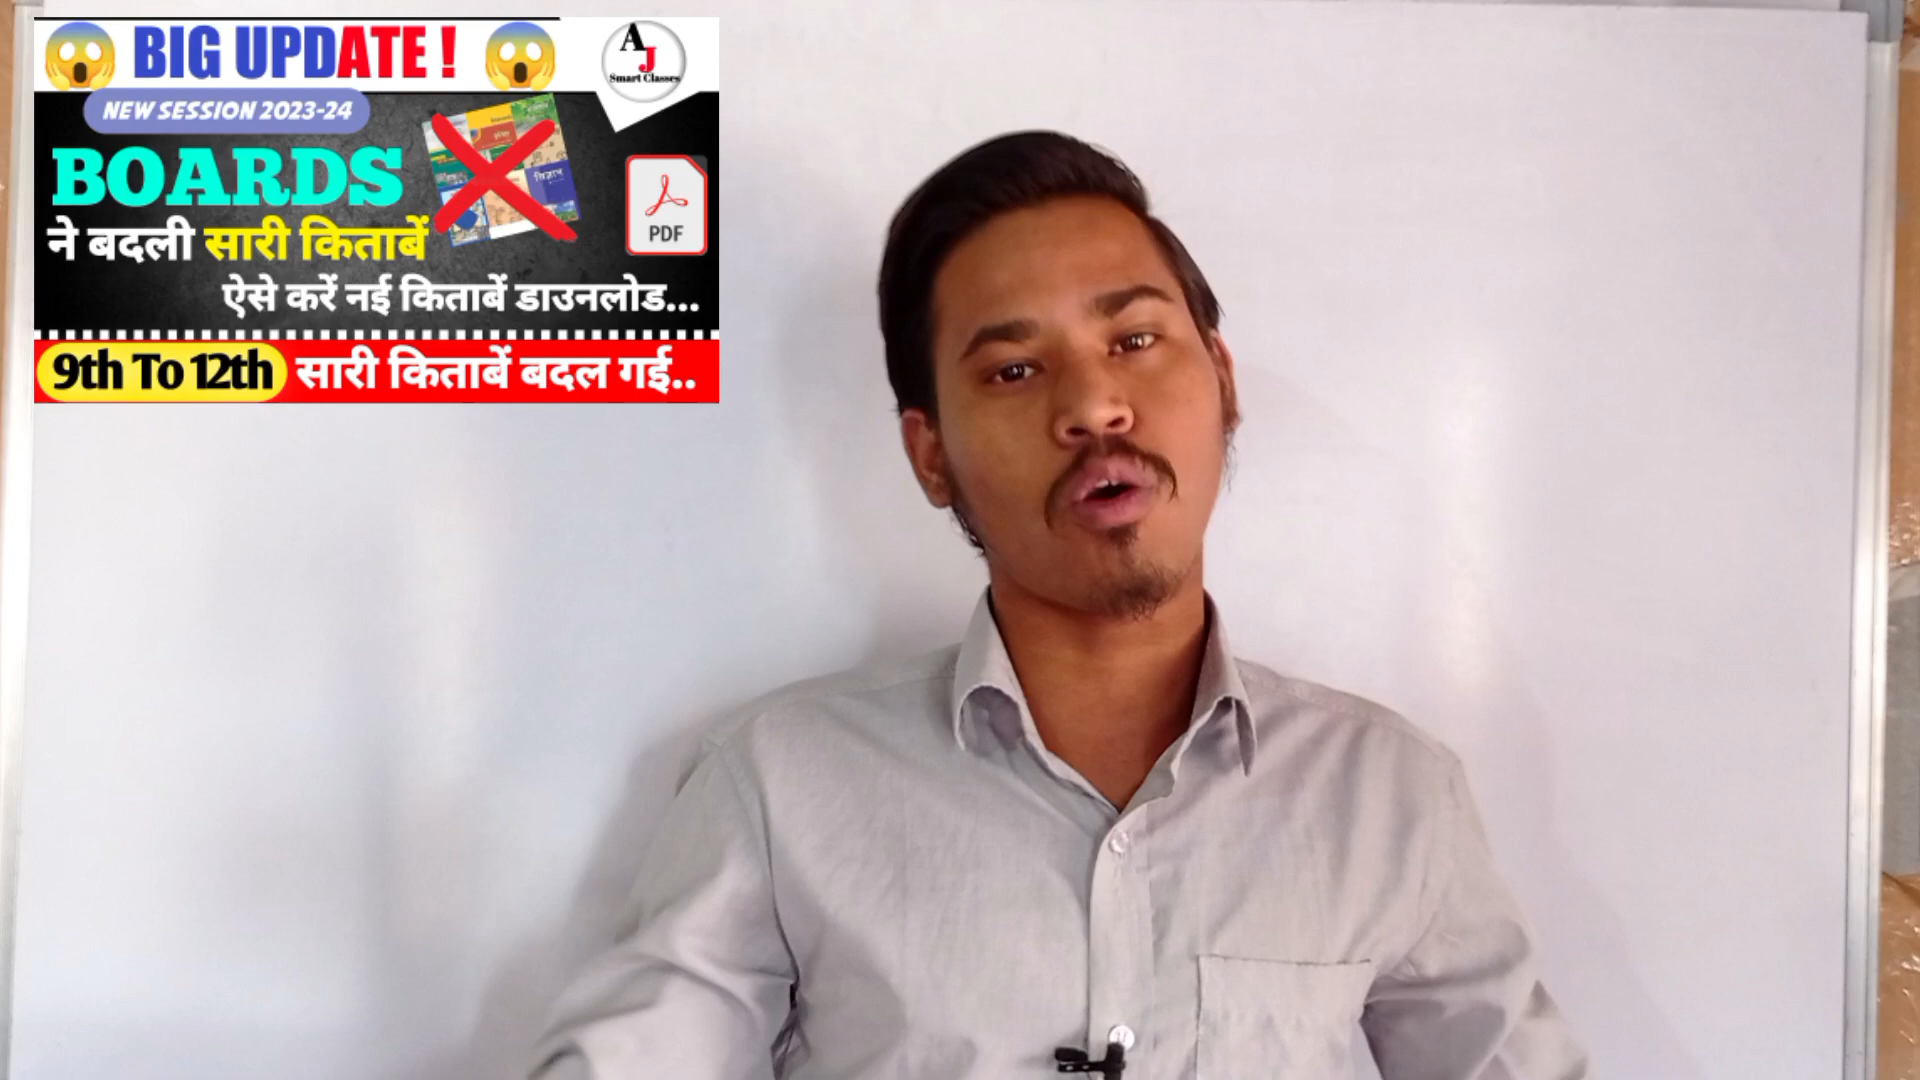 BIG UPDATE !
A
J
Smart Classes
NEW SESSION 2023-24
BOARDS
विज्ञान
PDF
ने बदली सारी किताबें
ऐसे करें नई किताबें डाउनलोड...
9th To 12th सारी किताबें बदल गई..